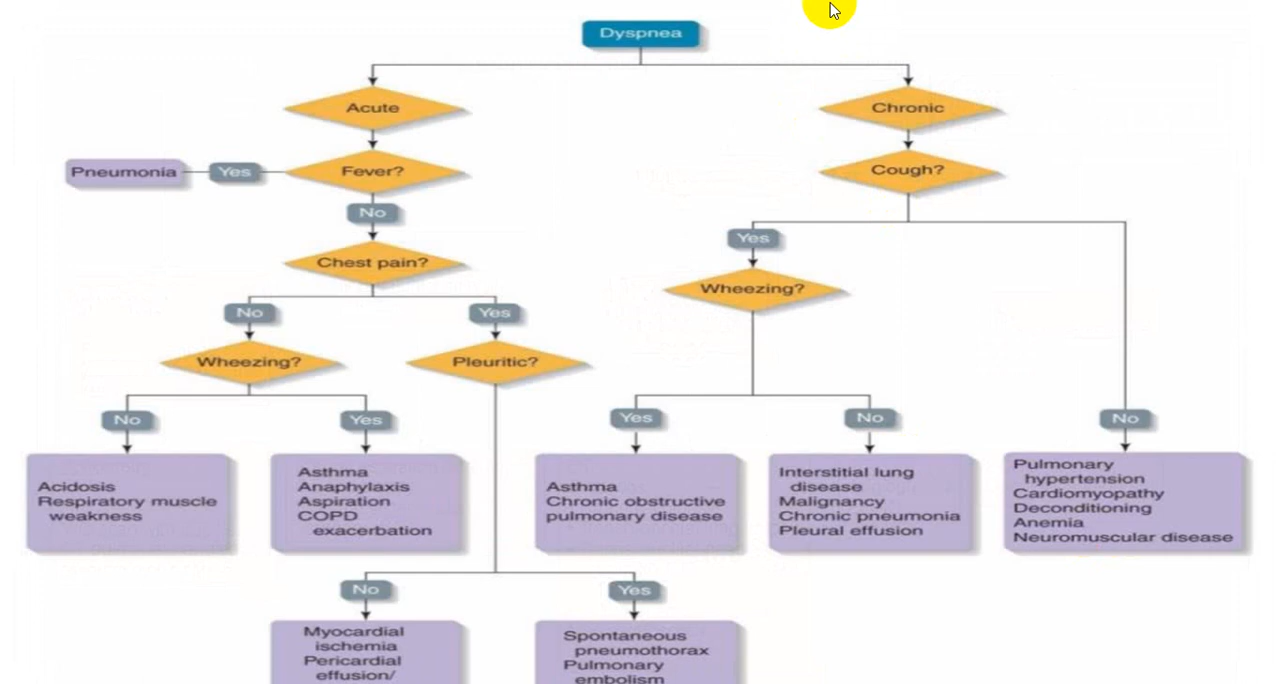 Dyspnea
Acute
Chronic
Pneumonia
Yes
Fever?
Cough?
No
Yes
Chest pain?
Wheezing?
No
Yes
Wheezing?
Pleuritic?
No
Yes
Yes
No
No
Acidosis
Respiratory muscle
weakness
Asthma
Anaphylaxis
Aspiration
COPD
exacerbation
Asthma
Chronic obstructive
pulmonary disease
Interstitial lung
disease
Malignancy
Chronic pneumonia
Pleural effusion
Pulmonary
hypertension
Cardiomyopathy
Deconditioning
Anemia
Neuromuscular disease
No
Yes
Myocardial
ischemia
Pericardial
effusion/
Spontaneous
pneumothorax
Pulmonary
embolism